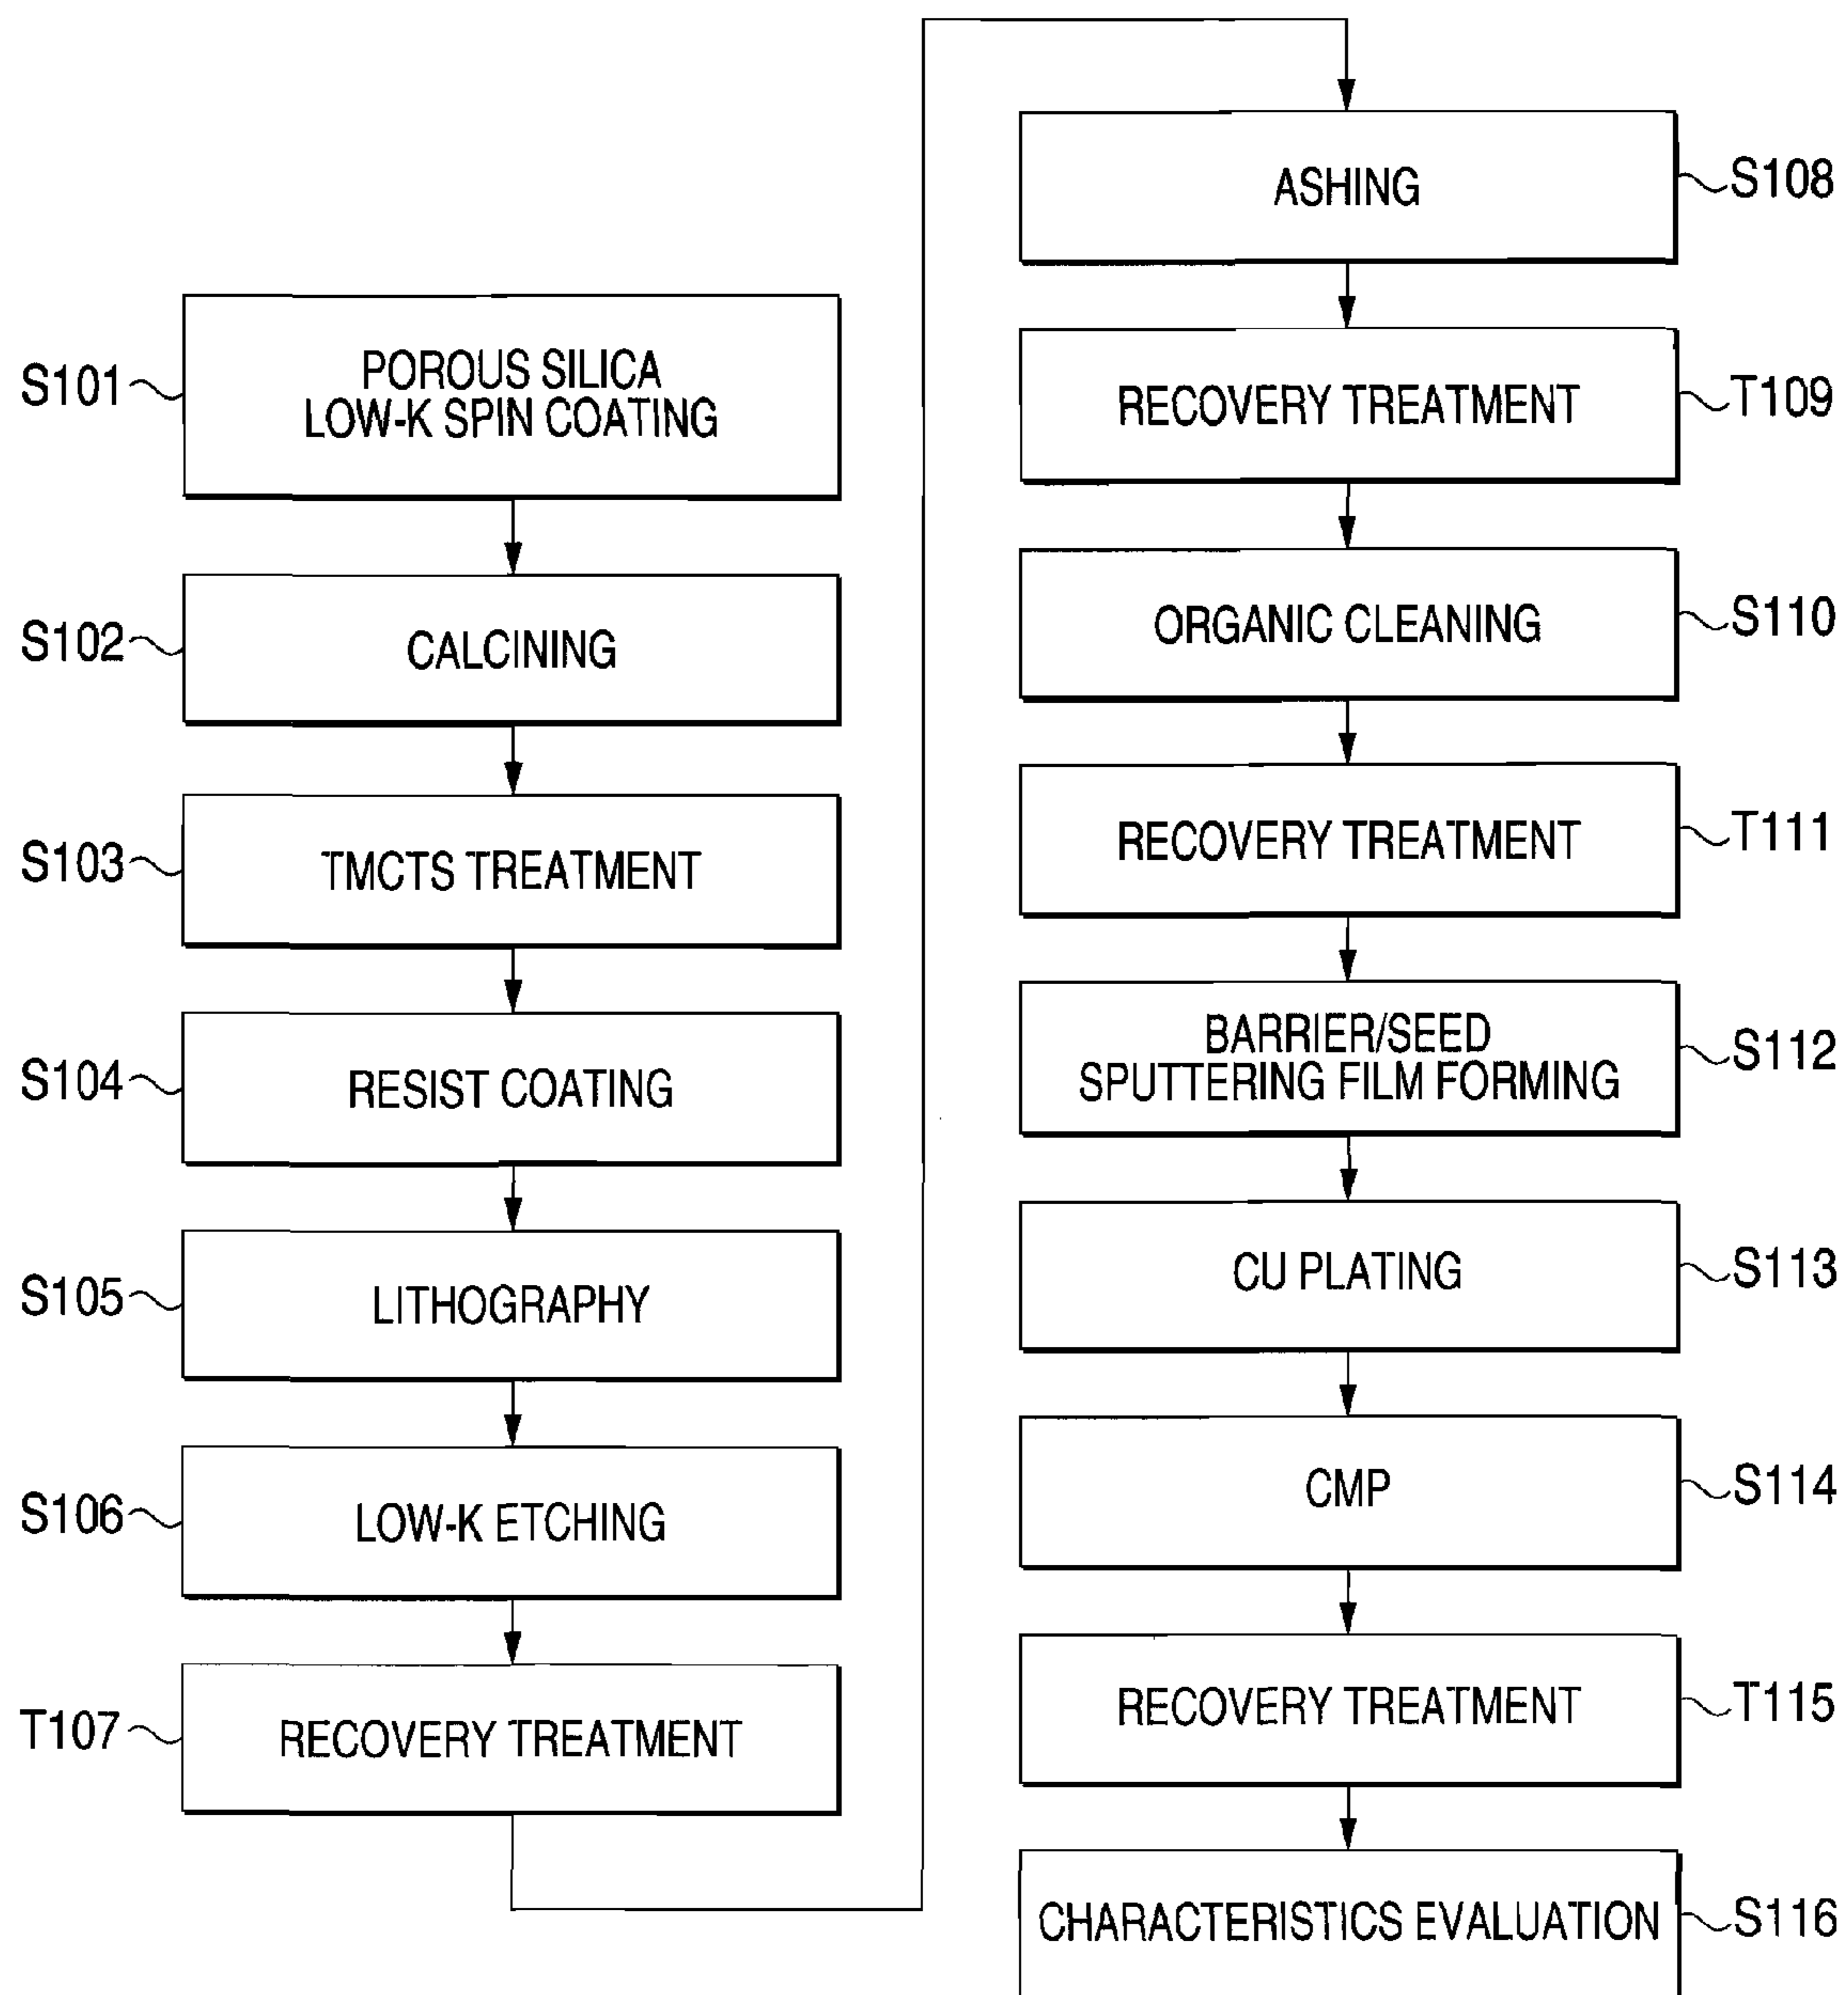 S101
POROUS SILICA
LOW-K SPIN COATING
S102
CALCINING
S103
TMCTS TREATMENT
S104
RESIST COATING
S105
LITHOGRAPHY
S106
LOW-K ETCHING
T107
RECOVERY TREATMENT
ASHING
S108
RECOVERY TREATMENT
T109
ORGANIC CLEANING
S110
RECOVERY TREATMENT
T111
BARRIER/SEED
SPUTTERING FILM FORMING
S112
CU PLATING
S113
CMP
S114
RECOVERY TREATMENT
T115
CHARACTERISTICS EVALUATION
S116